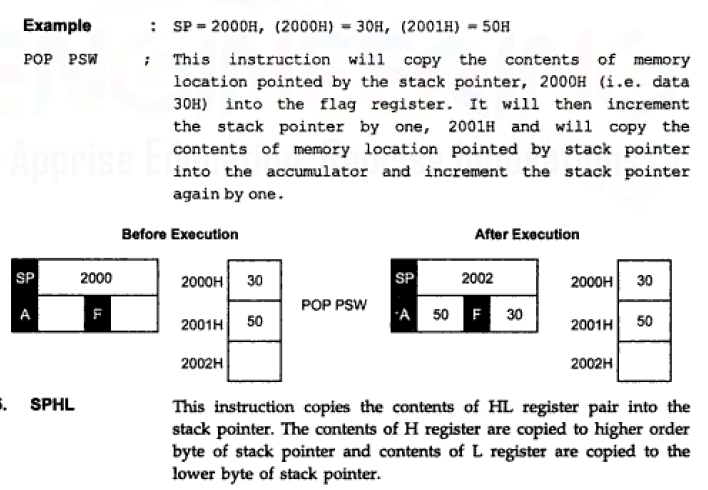 Example : SP = 2000H, (2000H) = 30H, (2001H) = 50H
POP PSW ; This instruction will copy the contents of memory
location pointed by the stack pointer, 2000H (i.e. data
30H) into the flag register. It will then increment
the stack pointer by one, 2001H and will copy the
contents of memory location pointed by stack pointer
into the accumulator and increment the stack pointer
again by one.
Before Execution After Execution
SP 2000 2000H 30 SP 2002 2000H 30
POP PSW
A F 2001H 50 A 50 F 30 2001H 50
2002H 2002H
SPHL This instruction copies the contents of HL register pair into the
stack pointer. The contents of H register are copied to higher order
byte of stack pointer and contents of L register are copied to the
lower byte of stack pointer.